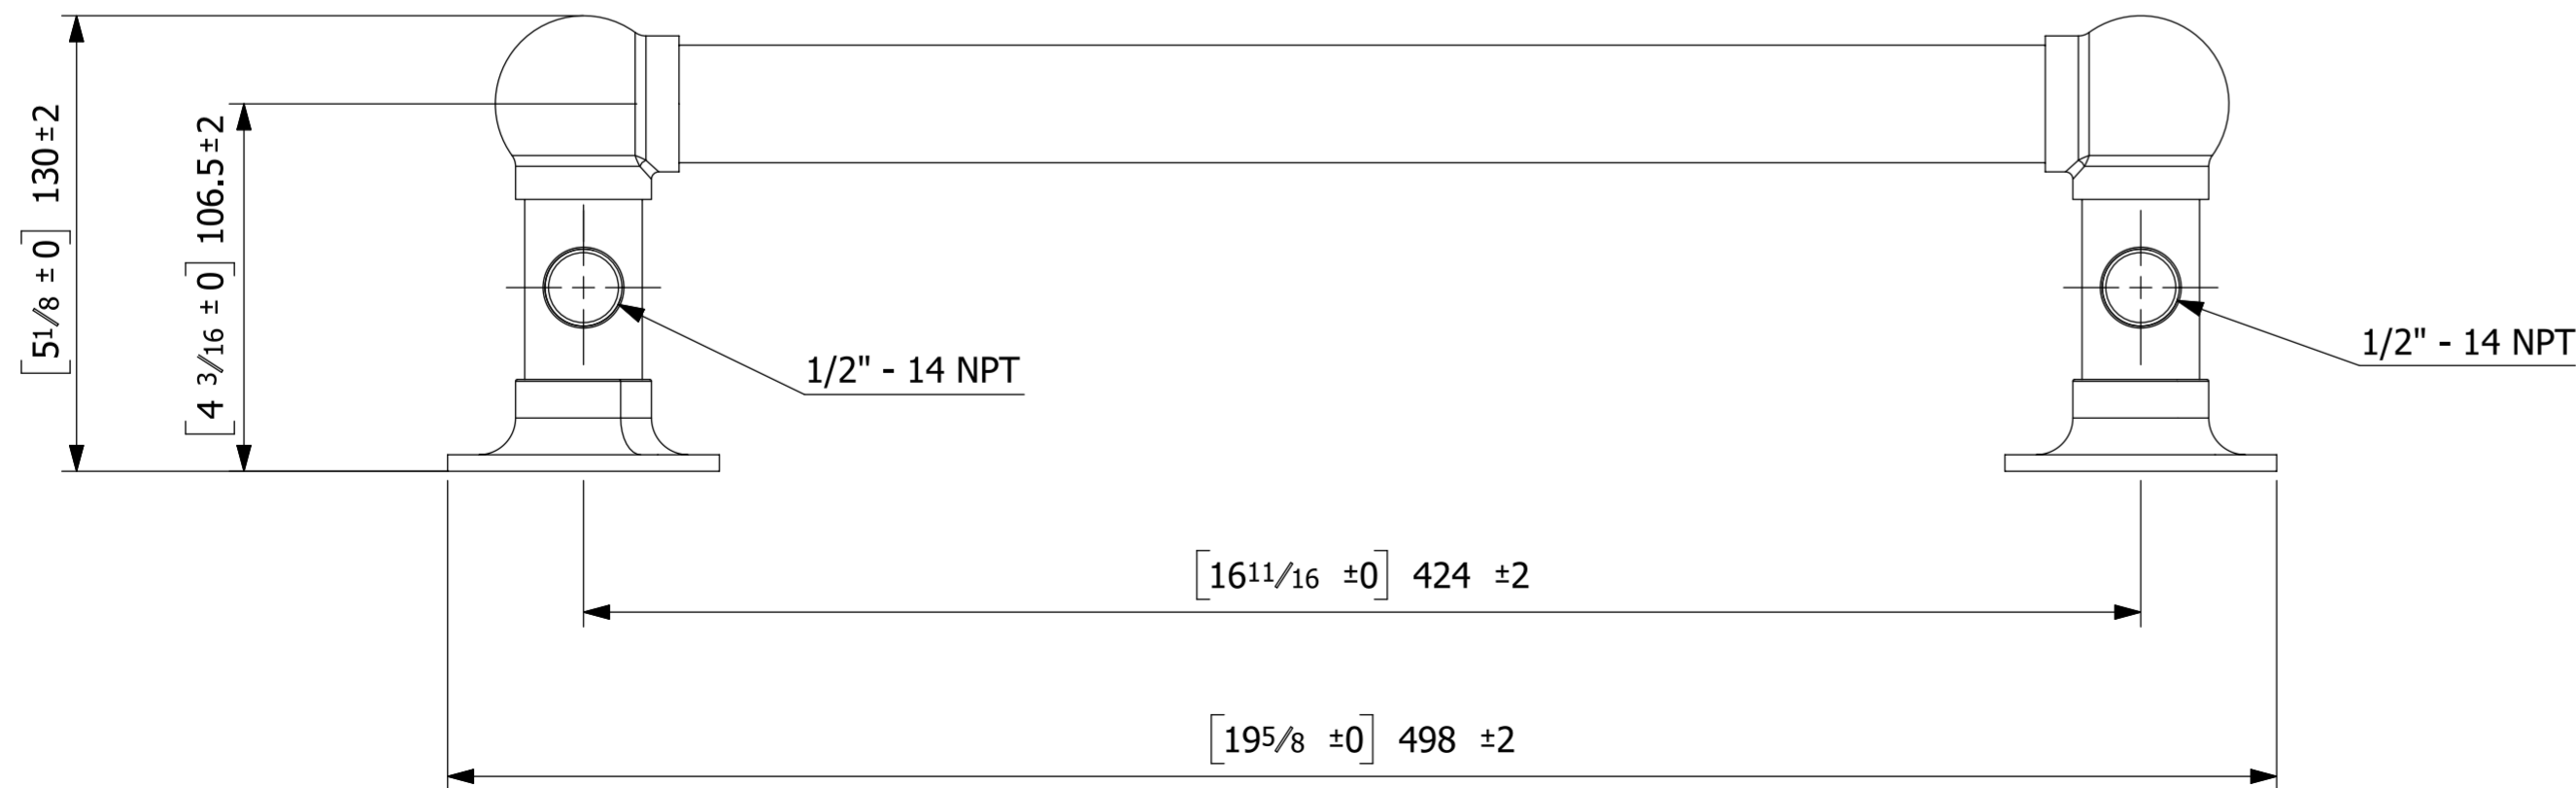 [5 1/8 ±0] 130±2
[4 3/16 ±0] 106.5±2
1/2" - 14 NPT
1/2" - 14 NPT
[16 11/16 ±0] 424 ±2
[19 5/8 ±0] 498 ±2